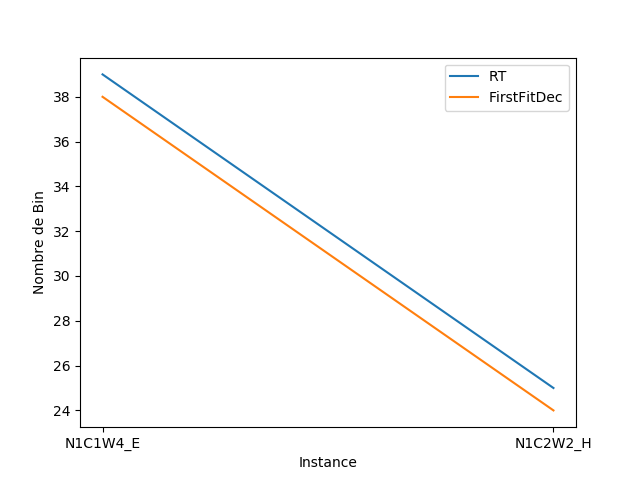 RT
FirstFitDec
38
36
34
32
30
28
26
24
Nombre de Bin
N1C1W4_E
N1C2W2_H
Instance